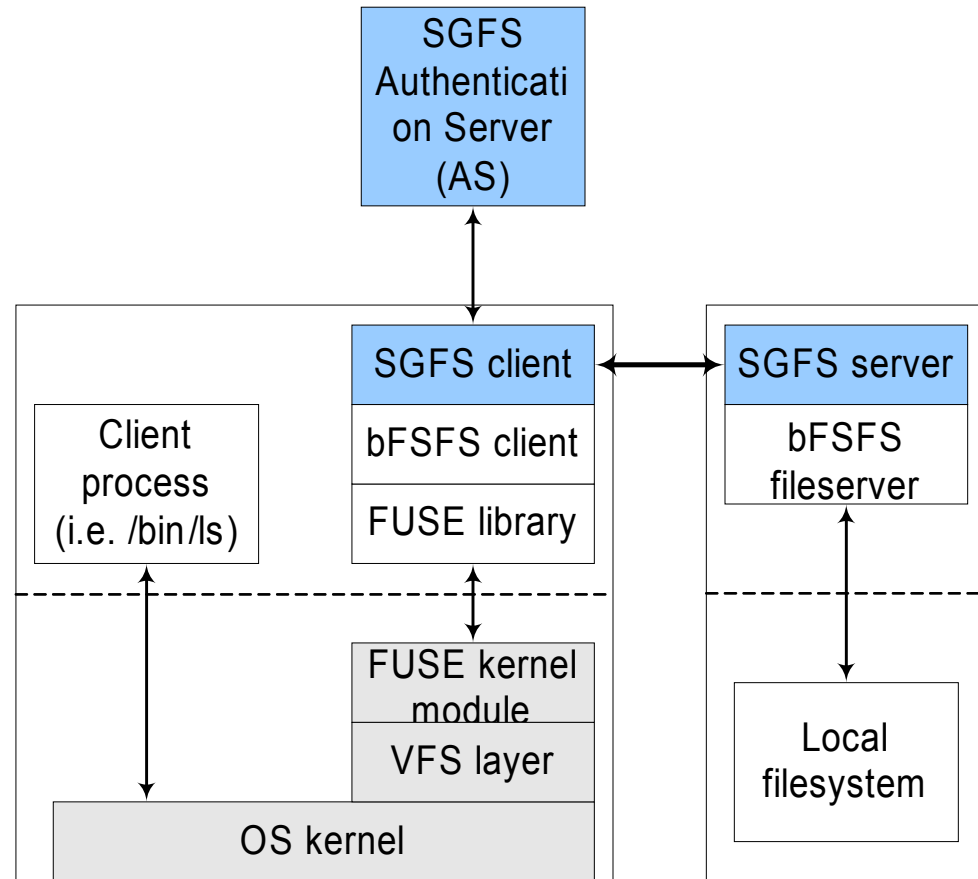 SGFS
Authenticati
on Server
(AS)
SGFS client
SGFS server
Client
process
(i.e. /bin/ls)
bFSFS client
FUSE library
bFSFS
fileserver
FUSE kernel
module
VFS layer
OS kernel
Local
filesystem